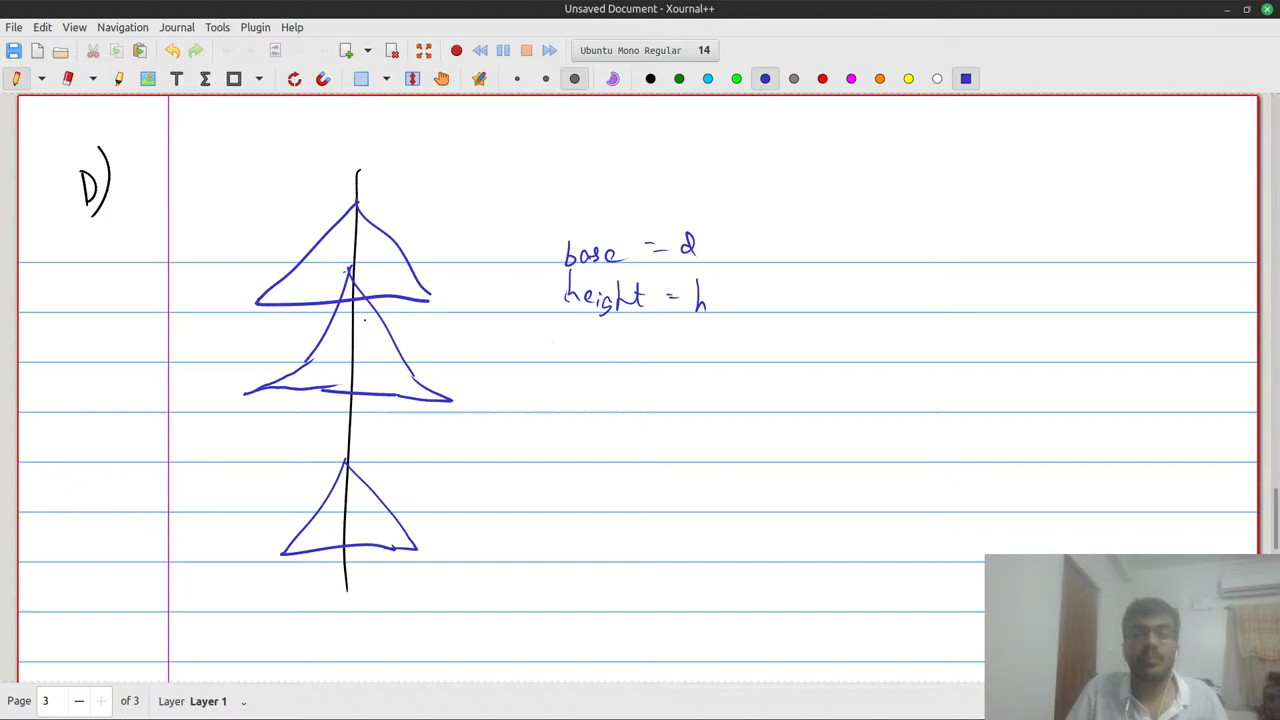 Unsaved Document - Xournal++
File Edit View Navigation Journal Tools Plugin Help
Ubuntu Mono Regular 14
D)
base = d
height = h
Page 3 of 3 Layer Layer 1